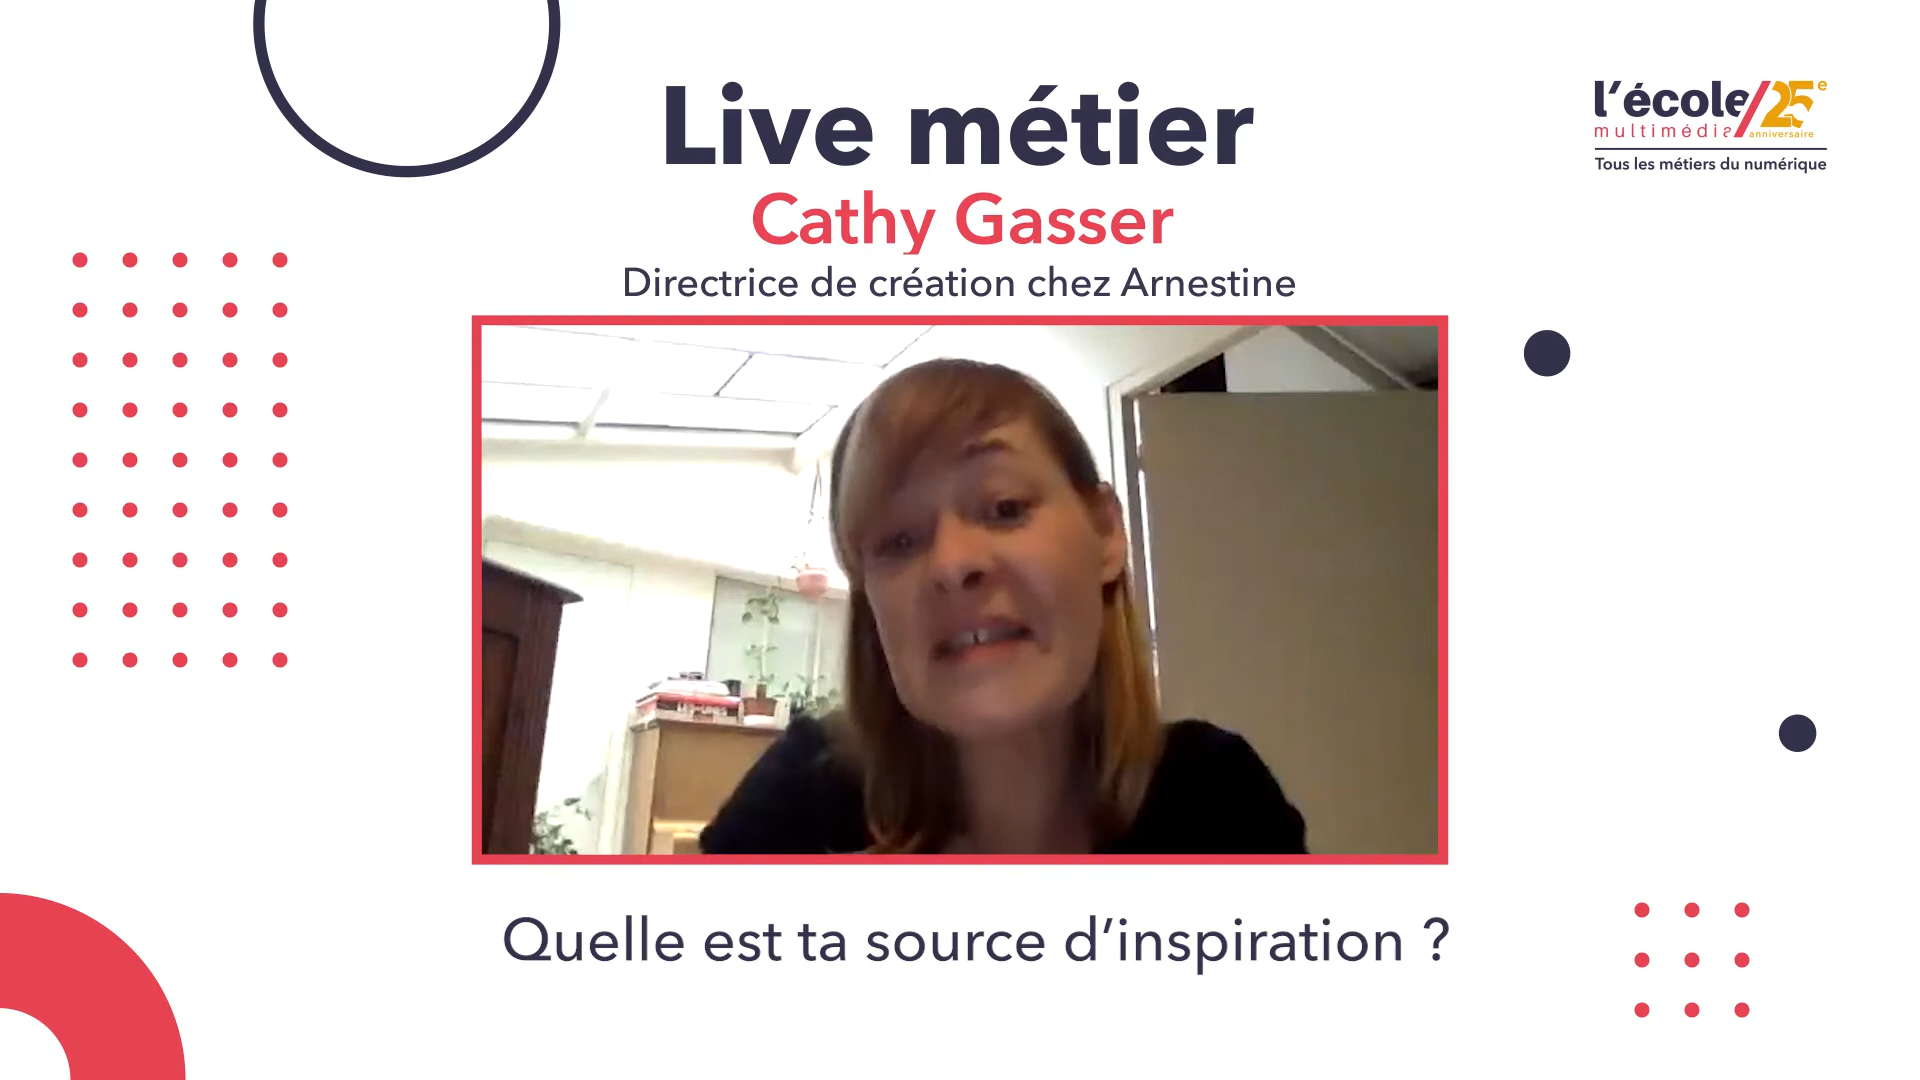 Live métier
Cathy Gasser
Directrice de création chez Arnestine
l'école/25e
multimédia anniversaire
Tous les métiers du numérique
Quelle est ta source d'inspiration ?